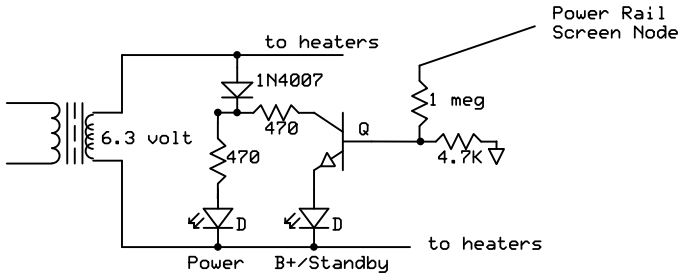 Power Rail
Screen Node
to heaters
1N4007
1 meg
470
Q
6.3 volt
470
4.7K
D
D
to heaters
Power
B+/Standby